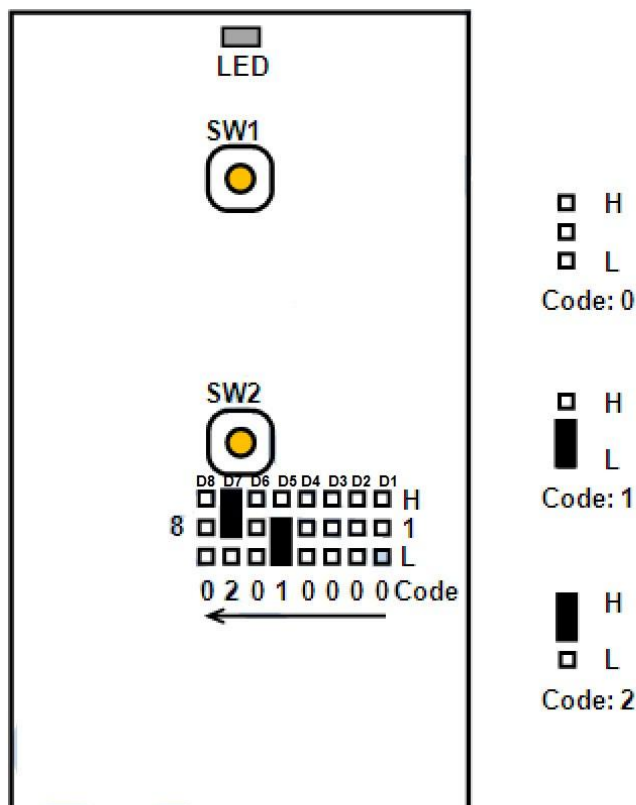 LED
SW1
H
L
Code: 0
SW2
H
L
Code: 1
D8 D7 D6 D5 D4 D3 D2 D1
H
8 1
L
0 2 0 1 0 0 0 0 Code
H
L
Code: 2